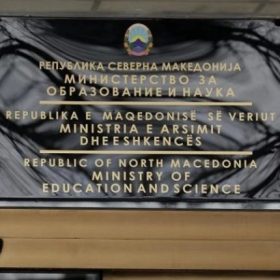 РЕПУБЛИКА СЕВЕРНА МАКЕДОНИЈА
МИНИСТЕРСТВО ЗА
ОБРАЗОВАНИЕ И НАУКА
REPUBLIKA E MAQEDONISË SË VERIUT
MINISTRIA E ARSIMIT
DHE E SHKENCËS
REPUBLIC OF NORTH MACEDONIA
MINISTRY OF
EDUCATION AND SCIENCE